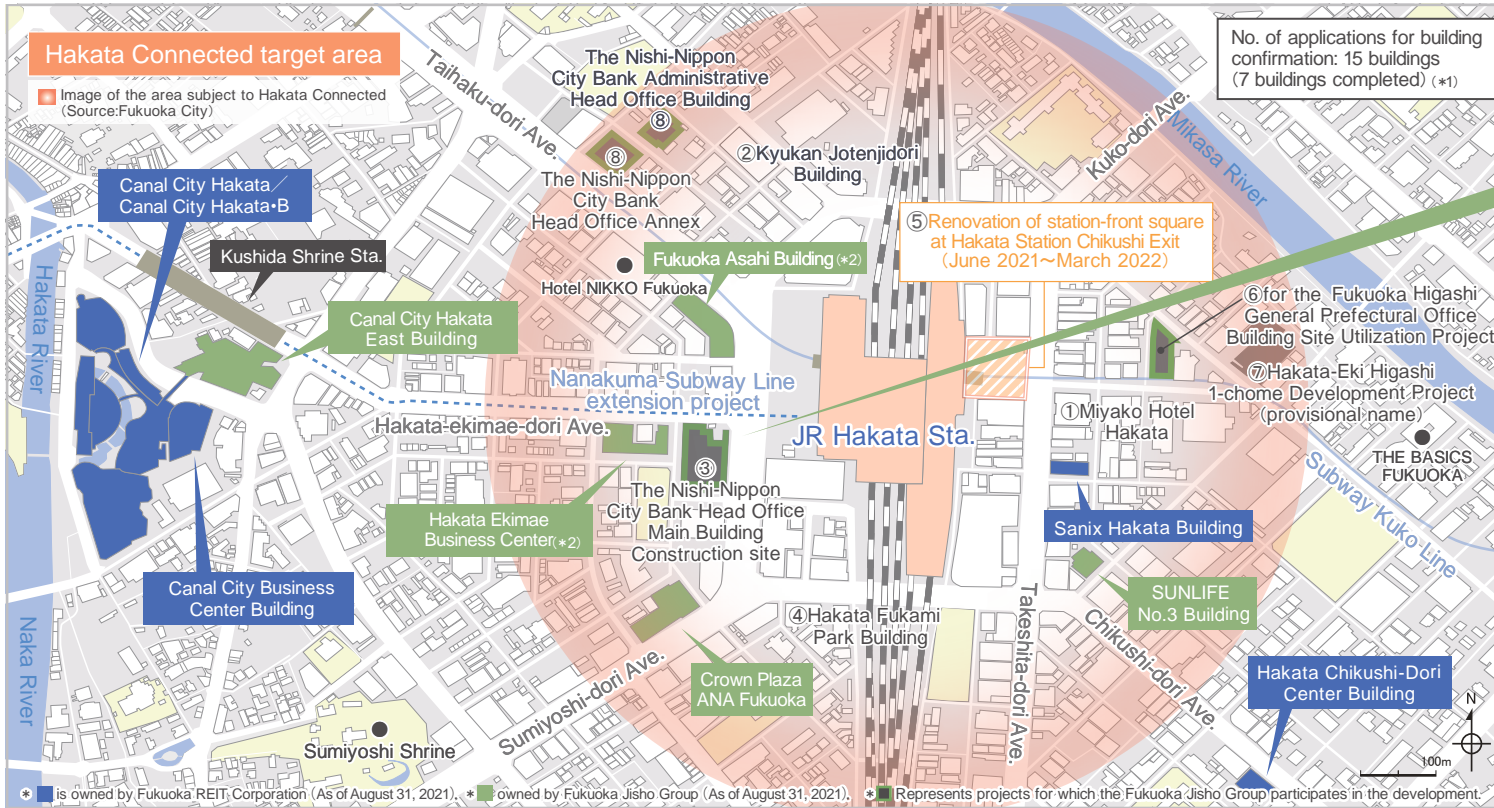 Hakata Connected target area
Image of the area subject to Hakata Connected
(Source:Fukuoka City)
No. of applications for building
confirmation: 15 buildings
(7 buildings completed) (*1)
Taihaku-dori Ave.
The Nishi-Nippon
City Bank Administrative
Head Office Building
⑧
⑧
The Nishi-Nippon
City Bank
Head Office Annex
②Kyukan Jotenjidori
Building
Kuko-dori Ave.
Mikasa River
Canal City Hakata／
Canal City Hakata•B
Kushida Shrine Sta.
Hakata River
⑤Renovation of station-front square
at Hakata Station Chikushi Exit
(June 2021～March 2022)
Fukuoka Asahi Building(*2)
Hotel NIKKO Fukuoka
Canal City Hakata
East Building
⑥for the Fukuoka Higashi
General Prefectural Office
Building Site Utilization Project
⑦Hakata-Eki Higashi
1-chome Development Project
(provisional name)
Nanakuma Subway Line
extension project
Hakata-ekimae-dori Ave.
JR Hakata Sta.
①Miyako Hotel
Hakata
THE BASICS
FUKUOKA
③
The Nishi-Nippon
City Bank Head Office
Main Building
Construction site
Hakata Ekimae
Business Center(*2)
Sanix Hakata Building
Subway Kuko Line
Canal City Business
Center Building
SUNLIFE
No.3 Building
④Hakata Fukami
Park Building
Takeshita-dori Ave.
Chikushi-dori Ave.
Naka River
Crown Plaza
ANA Fukuoka
Hakata Chikushi-Dori
Center Building
Sumiyoshi-dori Ave.
Sumiyoshi Shrine
N
100m
* is owned by Fukuoka REIT Corporation (As of August 31, 2021). * owned by Fukuoka Jisho Group (As of August 31, 2021). * Represents projects for which the Fukuoka Jisho Group participates in the development.